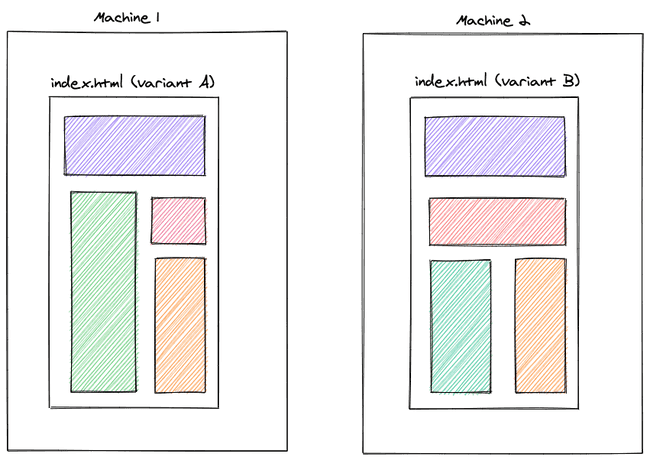 Machine 1
Machine 2
index.html (variant A)
index.html (variant B)